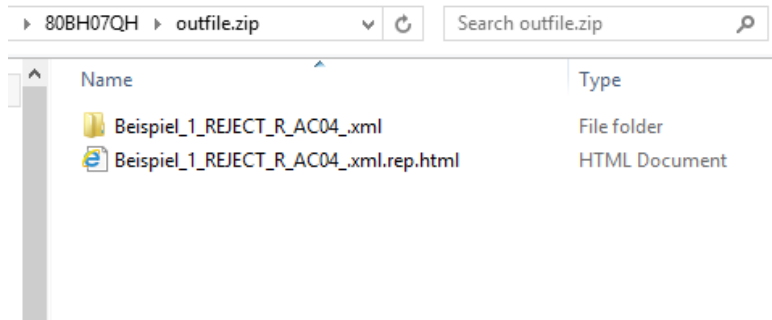 80BH07QH outfile.zip Search outfile.zip
Name Type
Beispiel_1_REJECT_R_AC04_.xml File folder
Beispiel_1_REJECT_R_AC04_.xml.rep.html HTML Document